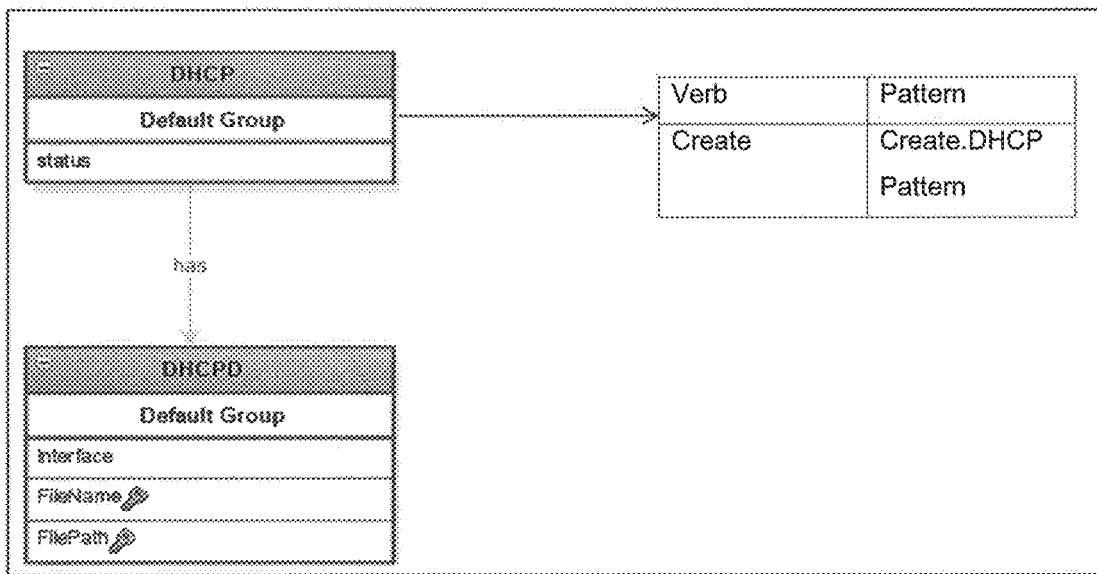 DHCP
Default Group
status
Verb Pattern
Create Create.DHCP
Pattern
has
DHCPD
Default Group
Interface
FileName
FilePath